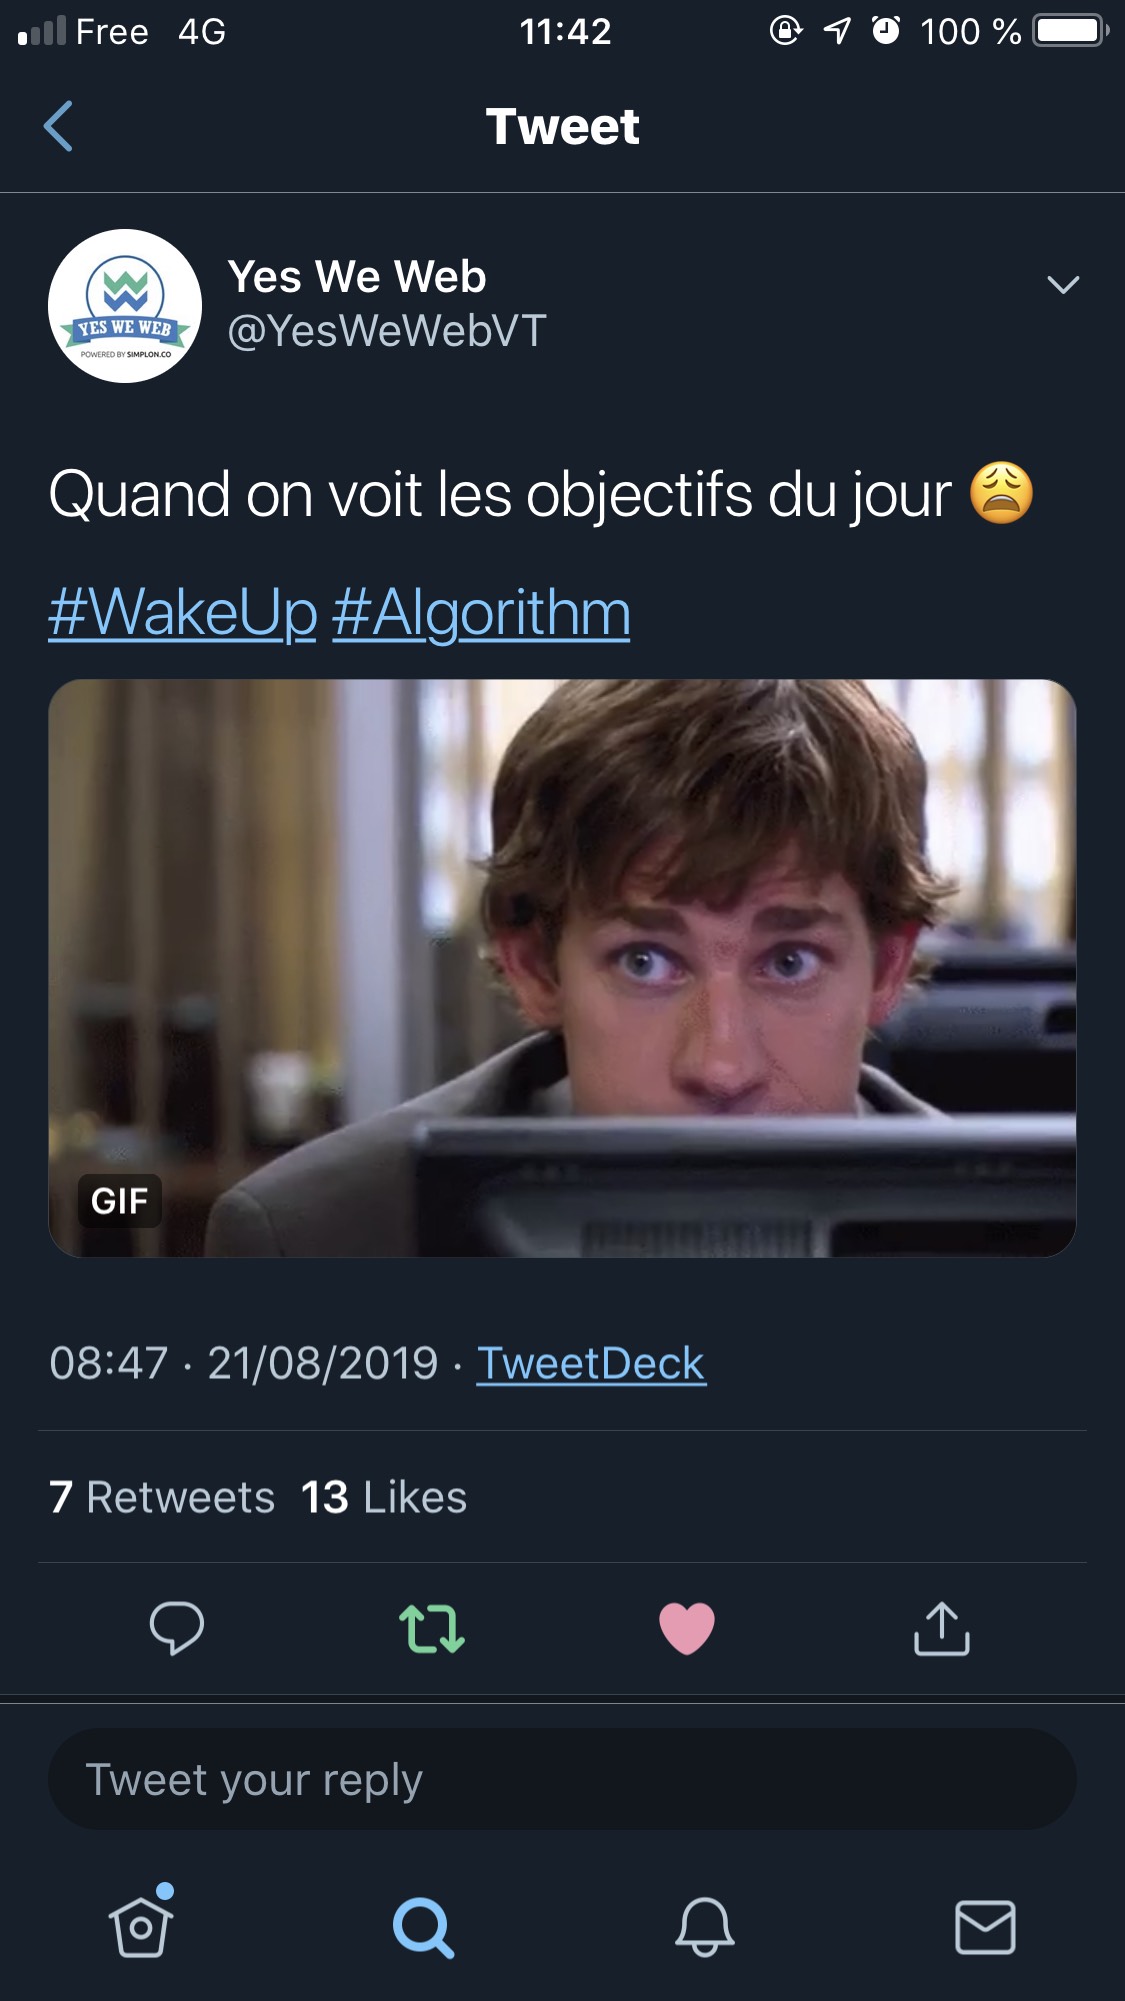 Free 4G 11:42 100 %
Tweet
YES WE WEB
POWERED BY SIMPLON.CO
Yes We Web
@YesWeWebVT
Quand on voit les objectifs du jour 😩
#WakeUp #Algorithm
GIF
08:47 · 21/08/2019 · TweetDeck
7 Retweets 13 Likes
Tweet your reply